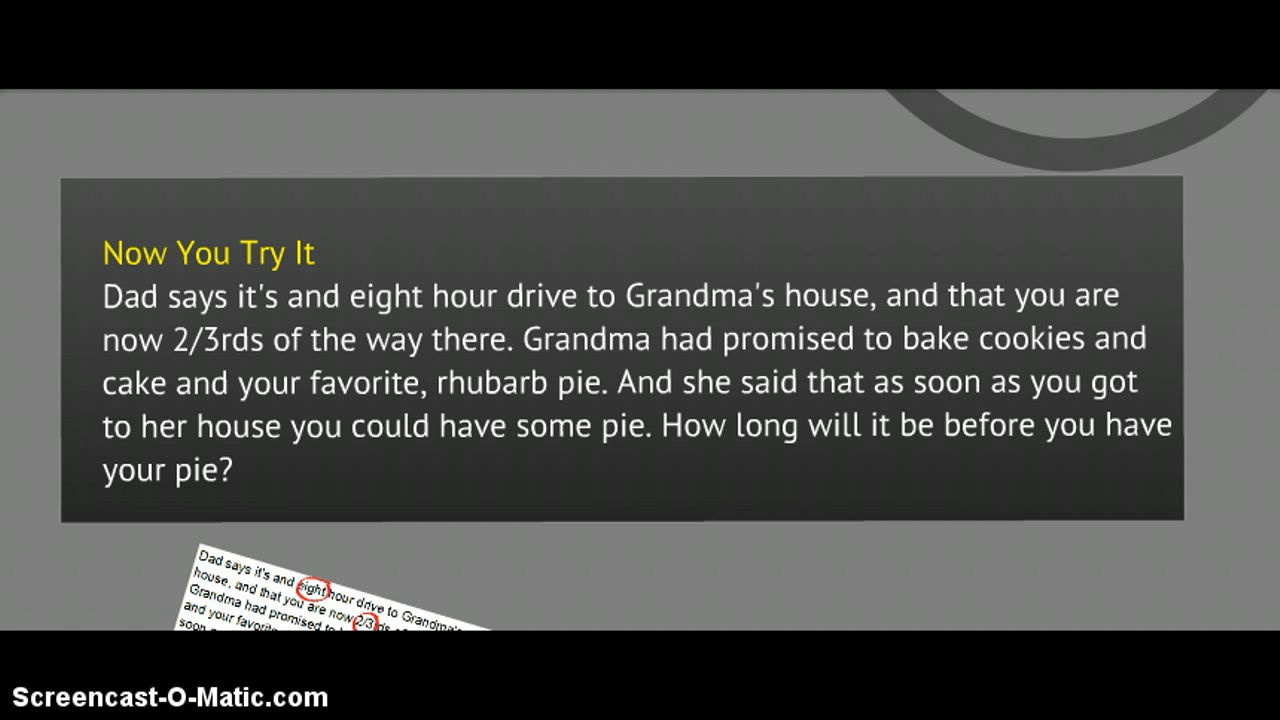 Now You Try It
Dad says it's and eight hour drive to Grandma's house, and that you are
now 2/3rds of the way there. Grandma had promised to bake cookies and
cake and your favorite, rhubarb pie. And she said that as soon as you got
to her house you could have some pie. How long will it be before you have
your pie?
Dad says it's and eight hour drive to Grandma's
house, and that you are now 2/3rds
Grandma had promised to
and your favorite
soon
Screencast-O-Matic.com